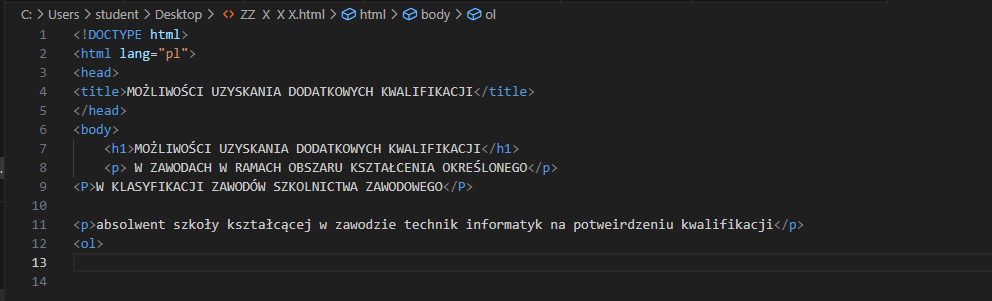 C: > Users > student > Desktop > <> ZZ X X X.html > html > body > ol
1 <!DOCTYPE html>
2 <html lang="pl">
3 <head>
4 <title>MOŻLIWOŚCI UZYSKANIA DODATKOWYCH KWALIFIKACJI</title>
5 </head>
6 <body>
7 <h1>MOŻLIWOŚCI UZYSKANIA DODATKOWYCH KWALIFIKACJI</h1>
8 <p> W ZAWODACH W RAMACH OBSZARU KSZTAŁCENIA OKREŚLONEGO</p>
9 <P>W KLASYFIKACJI ZAWODÓW SZKOLNICTWA ZAWODOWEGO</P>
10
11 <p>absolwent szkoły kształcącej w zawodzie technik informatyk na potweirdzeniu kwalifikacji</p>
12 <ol>
13
14